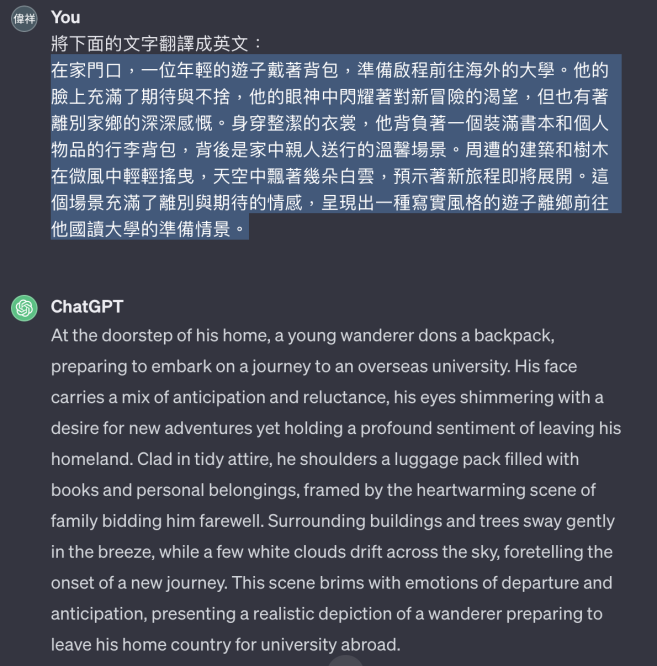 偉祥
You
將下面的文字翻譯成英文：
在家門口，一位年輕的遊子戴著背包，準備啟程前往海外的大學。他的
臉上充滿了期待與不捨，他的眼神中閃耀著對新冒險的渴望，但也有著
離別家鄉的深深感慨。身穿整潔的衣裳，他背負著一個裝滿書本和個人
物品的行李背包，背後是家中親人送行的溫馨場景。周遭的建築和樹木
在微風中輕輕搖曳，天空中飄著幾朵白雲，預示著新旅程即將展開。這
個場景充滿了離別與期待的情感，呈現出一種寫實風格的遊子離鄉前往
他國讀大學的準備情景。
ChatGPT
At the doorstep of his home, a young wanderer dons a backpack,
preparing to embark on a journey to an overseas university. His face
carries a mix of anticipation and reluctance, his eyes shimmering with a
desire for new adventures yet holding a profound sentiment of leaving his
homeland. Clad in tidy attire, he shoulders a luggage pack filled with
books and personal belongings, framed by the heartwarming scene of
family bidding him farewell. Surrounding buildings and trees sway gently
in the breeze, while a few white clouds drift across the sky, foretelling the
onset of a new journey. This scene brims with emotions of departure and
anticipation, presenting a realistic depiction of a wanderer preparing to
leave his home country for university abroad.